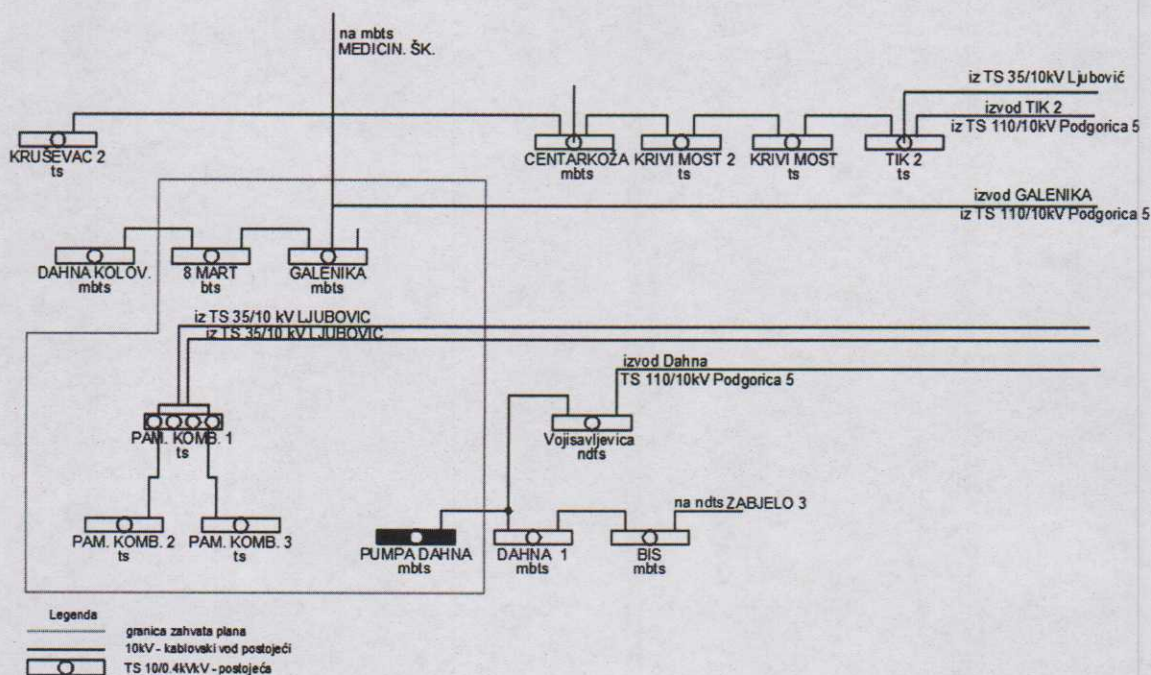 na mbts
MEDICIN. ŠK.
iz TS 35/10kV Ljubović
izvod TIK 2
iz TS 110/10kV Podgorica 5
KRUŠEVAC 2
ts
CENTARKOŽA
mbts
KRIVI MOST 2
ts
KRIVI MOST
ts
TIK 2
ts
izvod GALENIKA
iz TS 110/10kV Podgorica 5
DAHNA KOLOV.
mbts
8 MART
bts
GALENIKA
mbts
iz TS 35/10 kV LJUBOVIC
iz TS 35/10 kV LJUBOVIC
izvod Dahna
TS 110/10kV Podgorica 5
PAM. KOMB. 1
ts
Vojisavljevica
ndts
na ndts ZABJELO 3
PAM. KOMB. 2
ts
PAM. KOMB. 3
ts
PUMPA DAHNA
mbts
DAHNA 1
mbts
BIS
mbts
Legenda
granica zahvata plana
10kV - kablovski vod postojeći
TS 10/0.4kVkV - postojeća